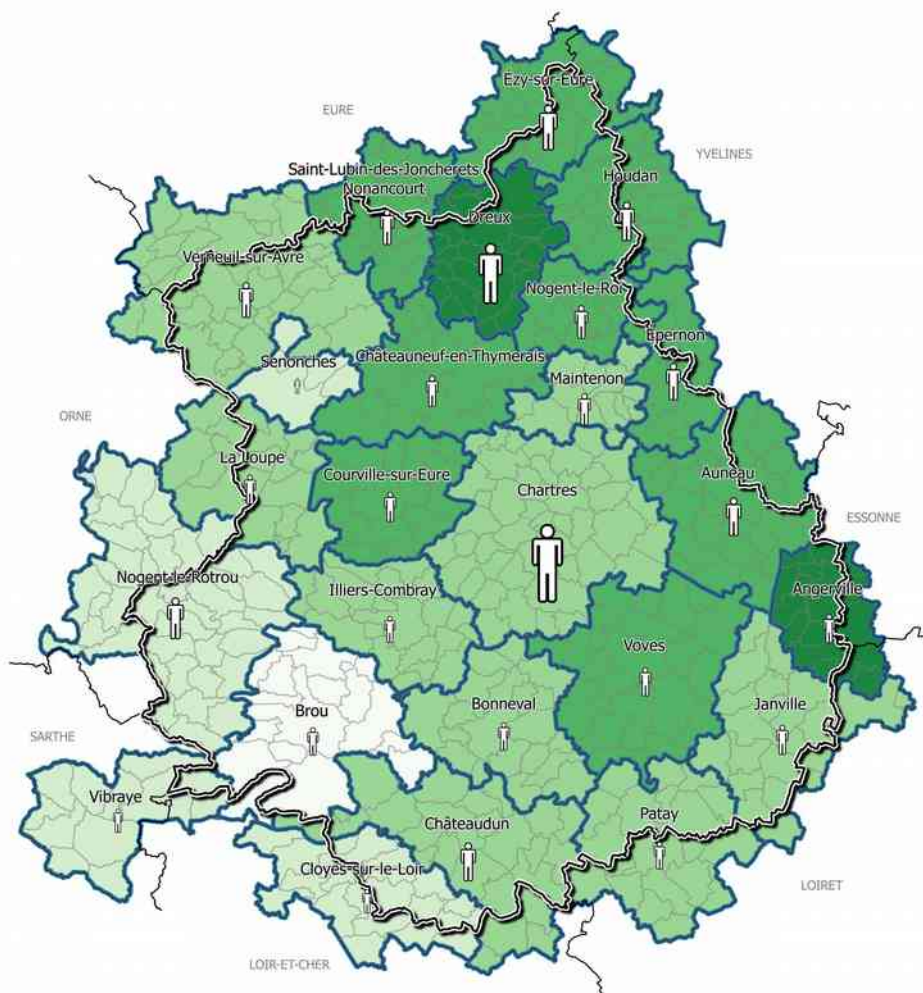 Ezy-sur-Eure
EURE
YVELINES
Saint-Lubin-des-Joncherets
Nonancourt
Houdan
Dreux
Verneuil-sur-Avre
Nogent-le-Roi
Épernon
Senonches
Châteauneuf-en-Thymerais
Maintenon
ORNE
La Loupe
Courville-sur-Eure
Chartres
Auneau
ESSONNE
Nogent-le-Rotrou
Illiers-Combray
Angerville
Voves
Brou
Bonneval
Janville
SARTHE
Vibraye
Châteaudun
Patay
Cloyes-sur-le-Loir
LOIRET
LOIR-ET-CHER